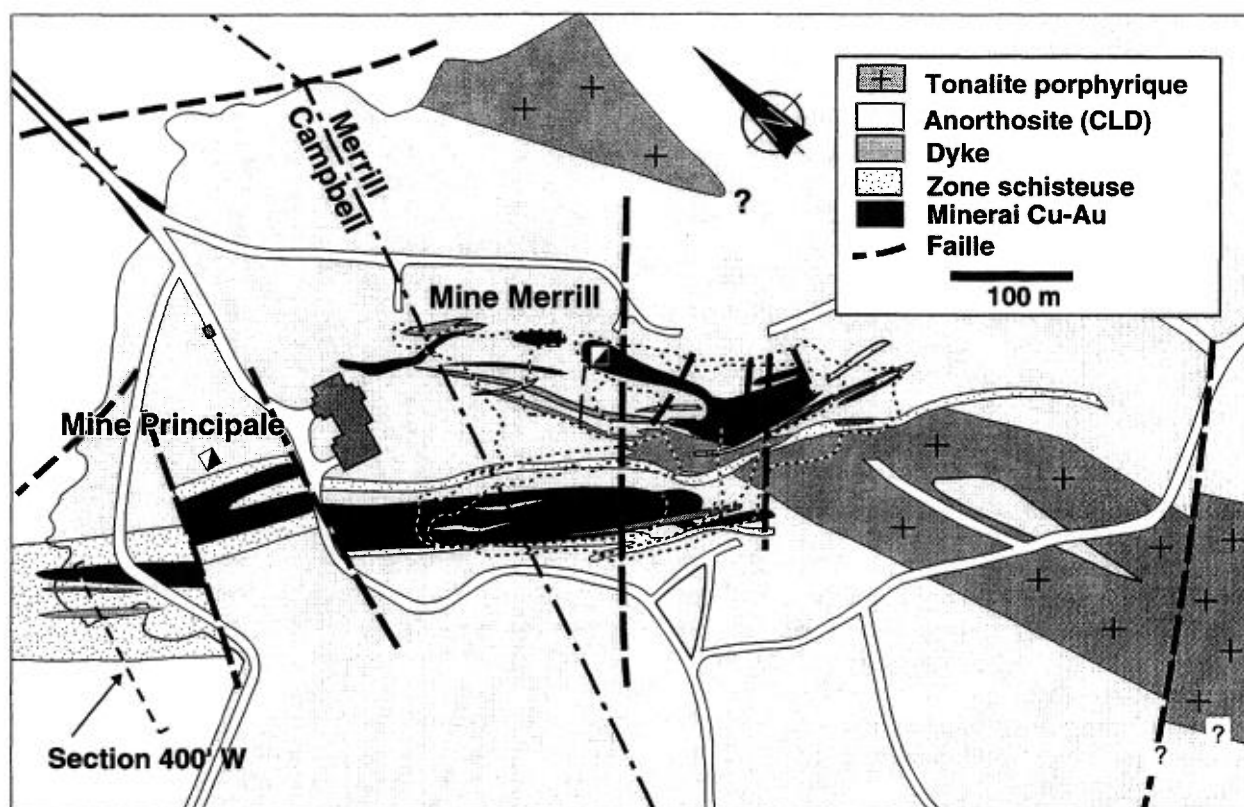 Merrill
Campbell
?
Tonalite porphyrique
Anorthosite (CLD)
Dyke
Zone schisteuse
Minerai Cu-Au
Faille
100 m
Mine Merrill
Mine Principale
Section 400' W
?
?